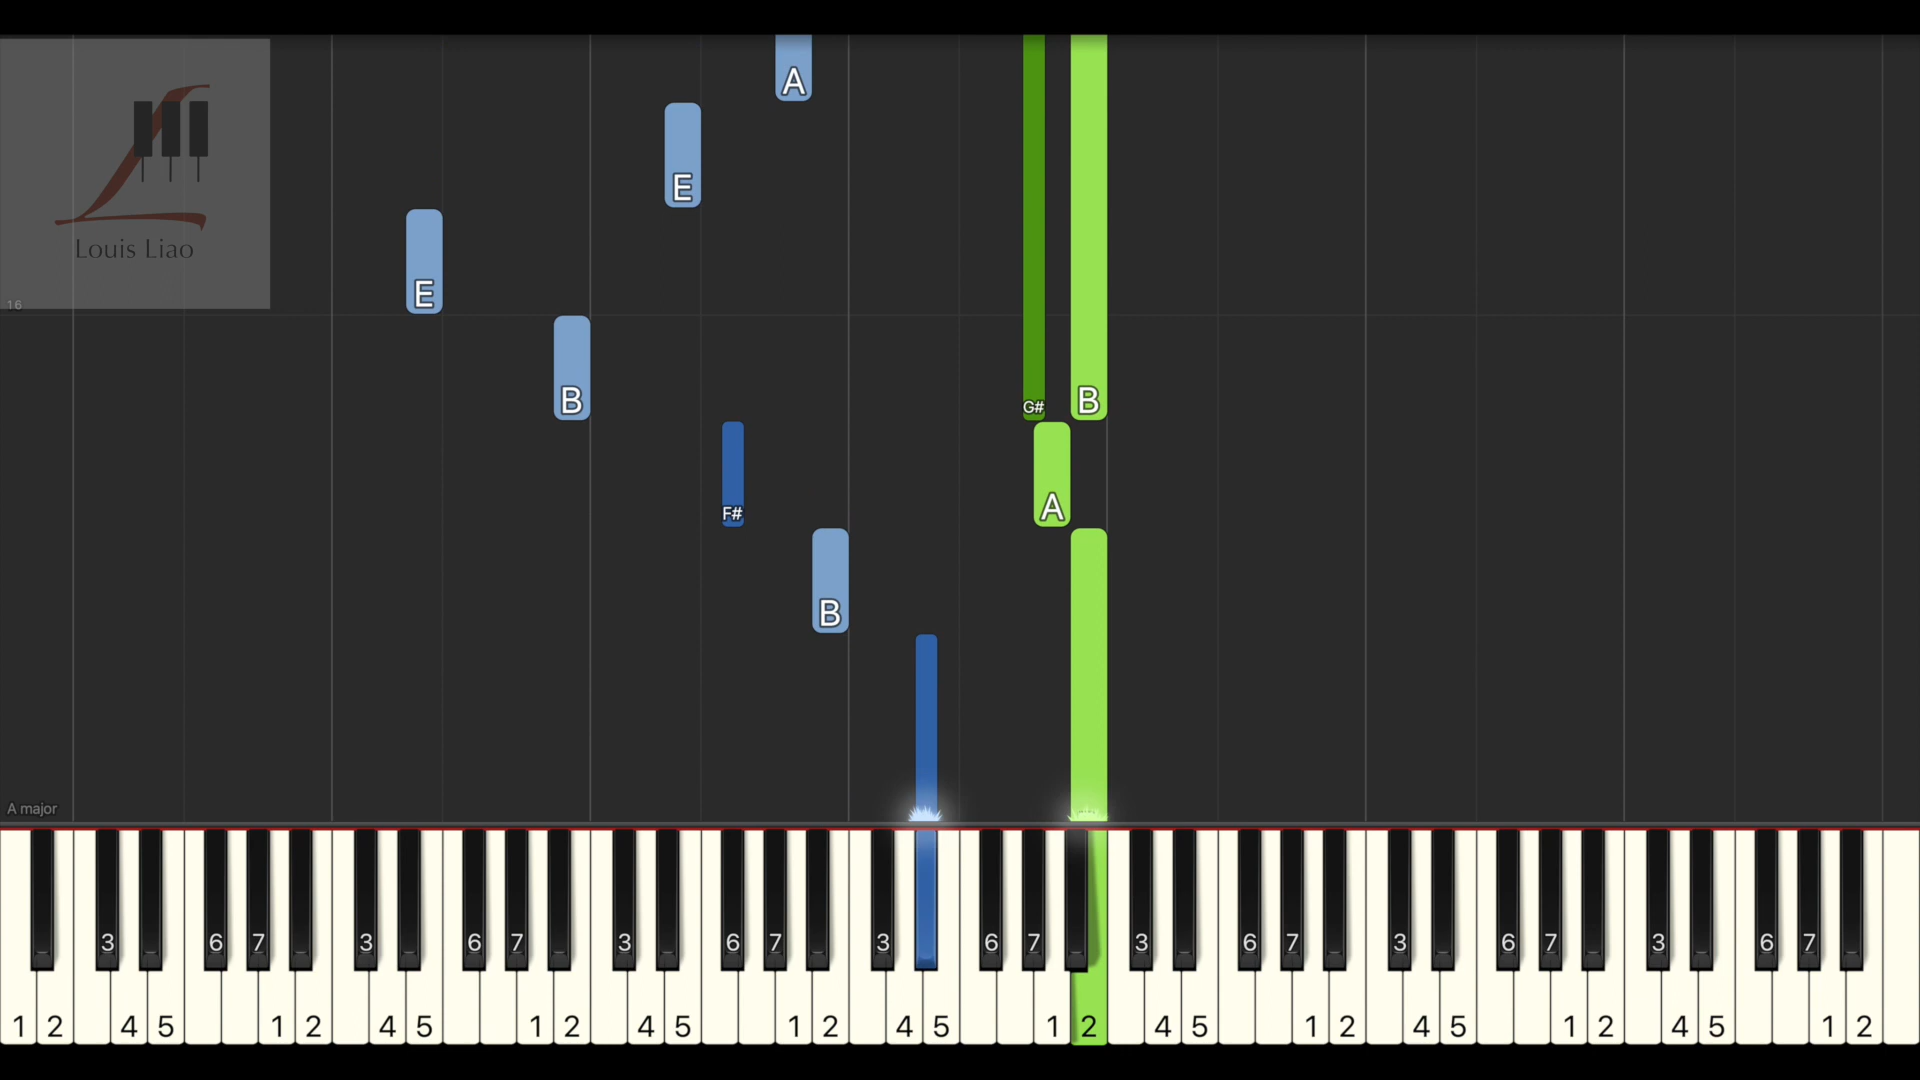 A
E
E
Louis Liao
16
B
G# B
F# A
B
A major
3 6 7 3 6 7 3 6 7 3 6 7 3 6 7 3 6 7 3 6 7
1 2 4 5 1 2 4 5 1 2 4 5 1 2 4 5 1 2 4 5 1 2 4 5 1 2 4 5 1 2